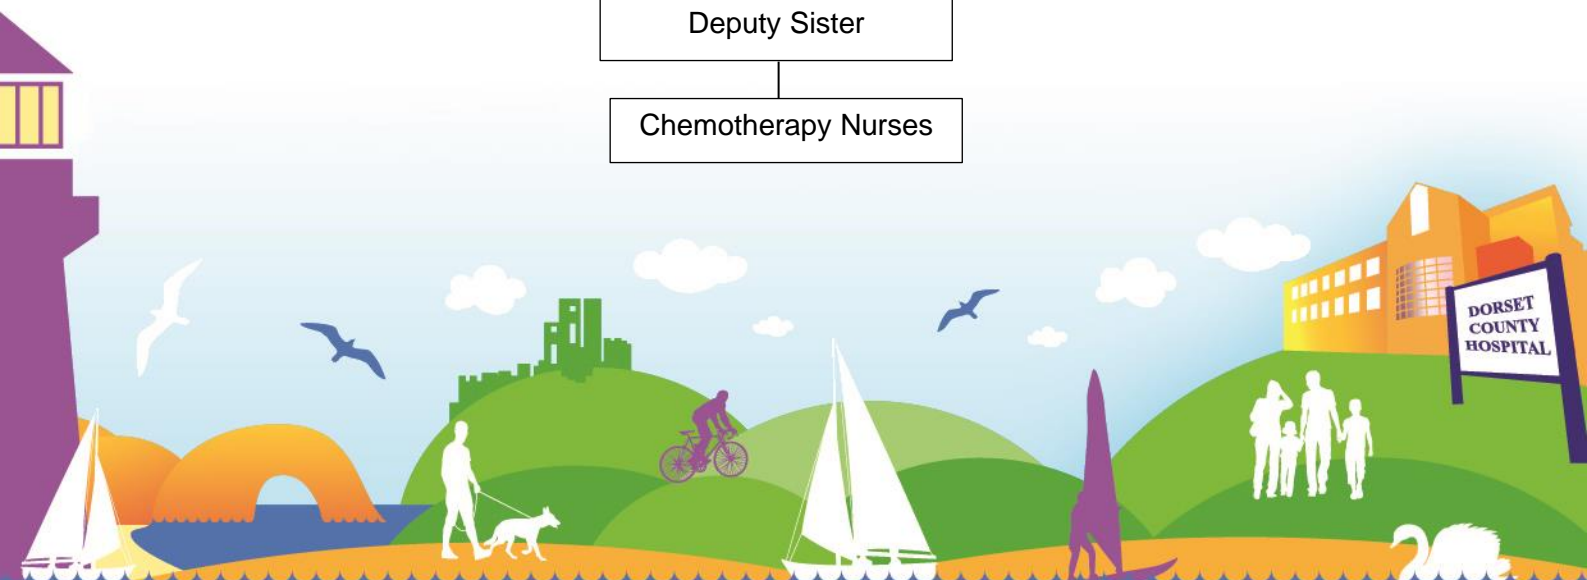 Deputy Sister
Chemotherapy Nurses
DORSET
COUNTY
HOSPITAL